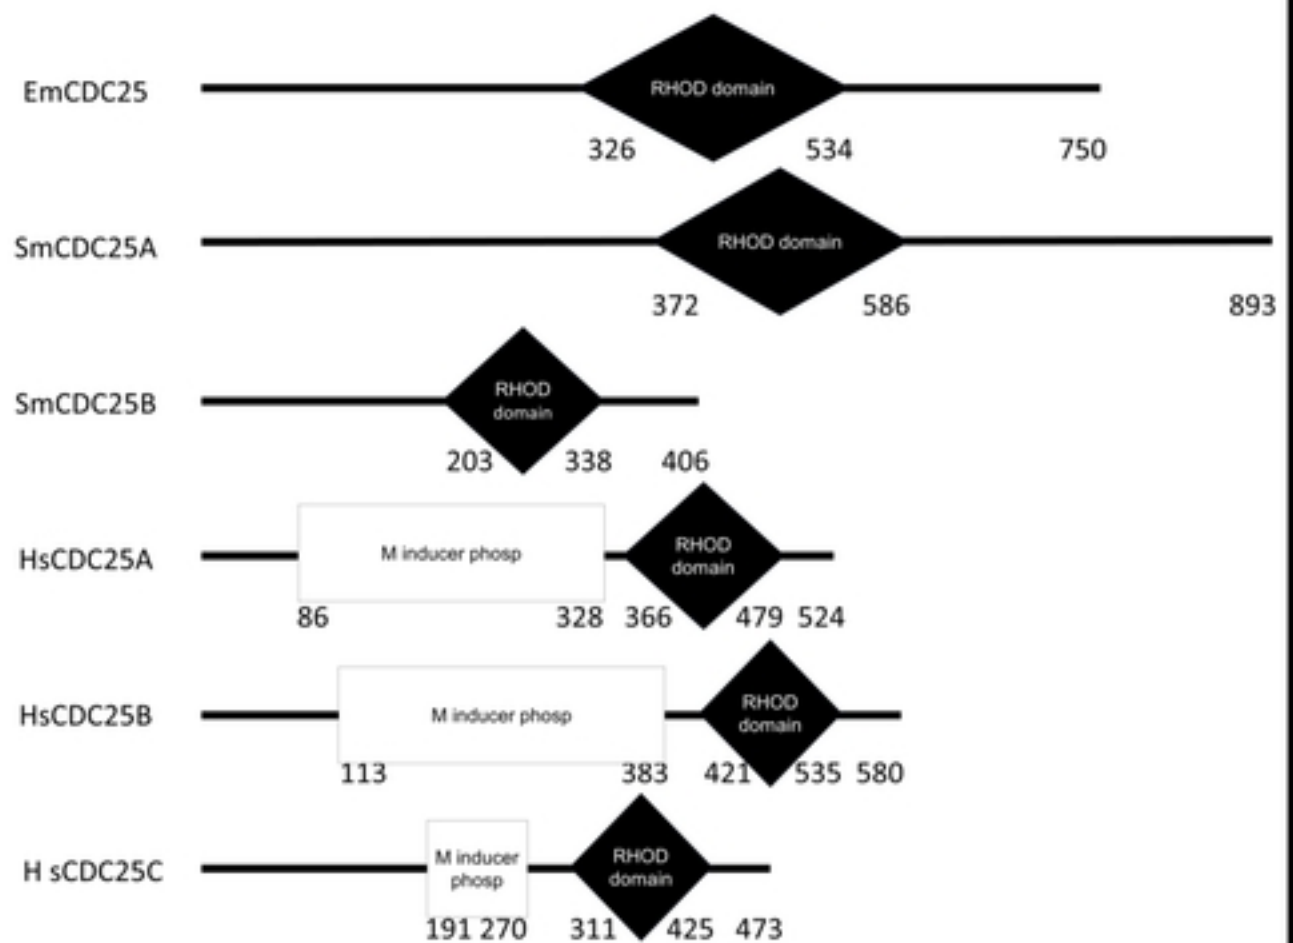 EmCDC25
RHOD domain
326 534 750
SmCDC25A
RHOD domain
372 586 893
SmCDC25B
RHOD
domain
203 338 406
HsCDC25A
M inducer phosp
RHOD
domain
86 328 366 479 524
HsCDC25B
M inducer phosp
RHOD
domain
113 383 421 535 580
H sCDC25C
M inducer
phosp
RHOD
domain
191 270 311 425 473